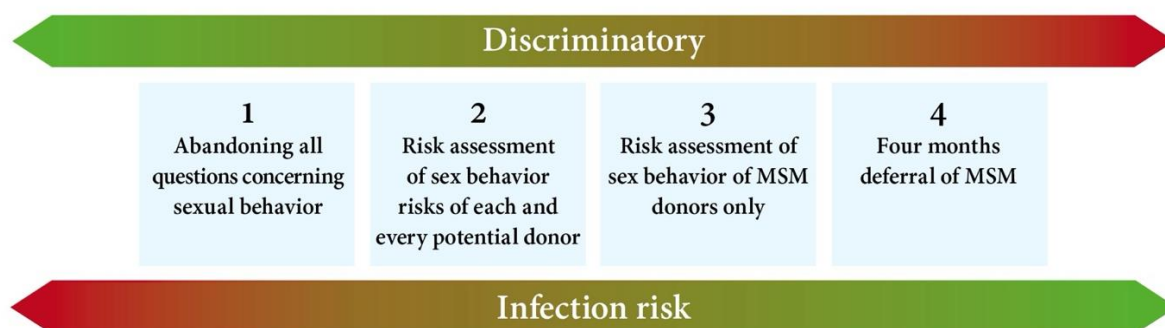 Discriminatory
1
Abandoning all
questions concerning
sexual behavior
2
Risk assessment
of sex behavior
risks of each and
every potential donor
3
Risk assessment of
sex behavior of MSM
donors only
4
Four months
deferral of MSM
Infection risk